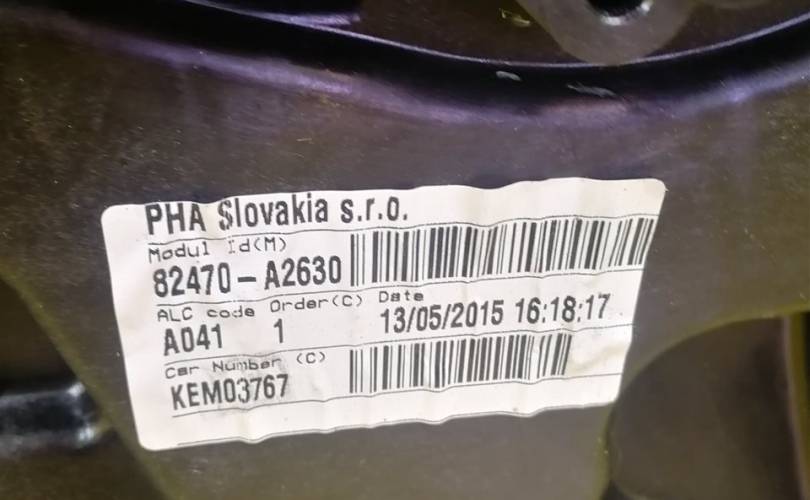 PHA Slovakia s.r.o.
Modul Id(M)
82470-A2630
ALC code Order(C) Date
A041 1 13/05/2015 16:18:17
Car Number (C)
KEM03767